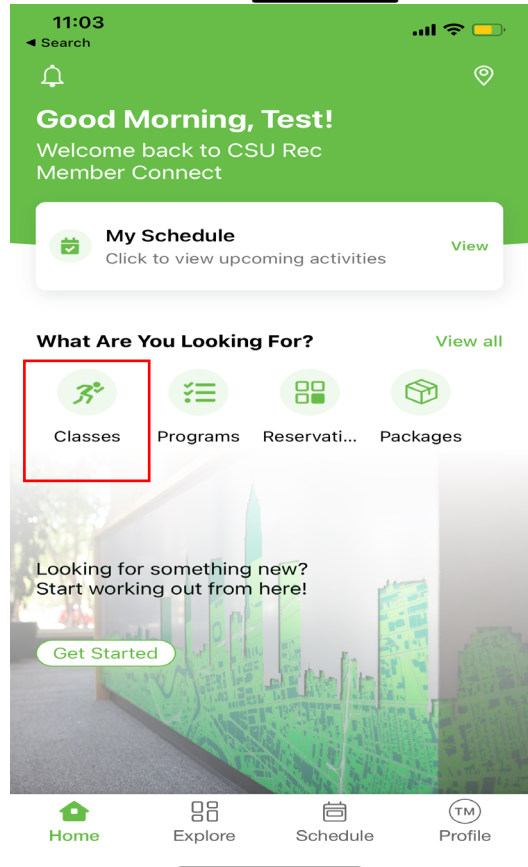 11:03
◄ Search
Good Morning, Test!
Welcome back to CSU Rec
Member Connect
My Schedule
Click to view upcoming activities
View
What Are You Looking For?
View all
Classes
Programs
Reservati...
Packages
Looking for something new?
Start working out from here!
Get Started
Home
Explore
Schedule
TM
Profile